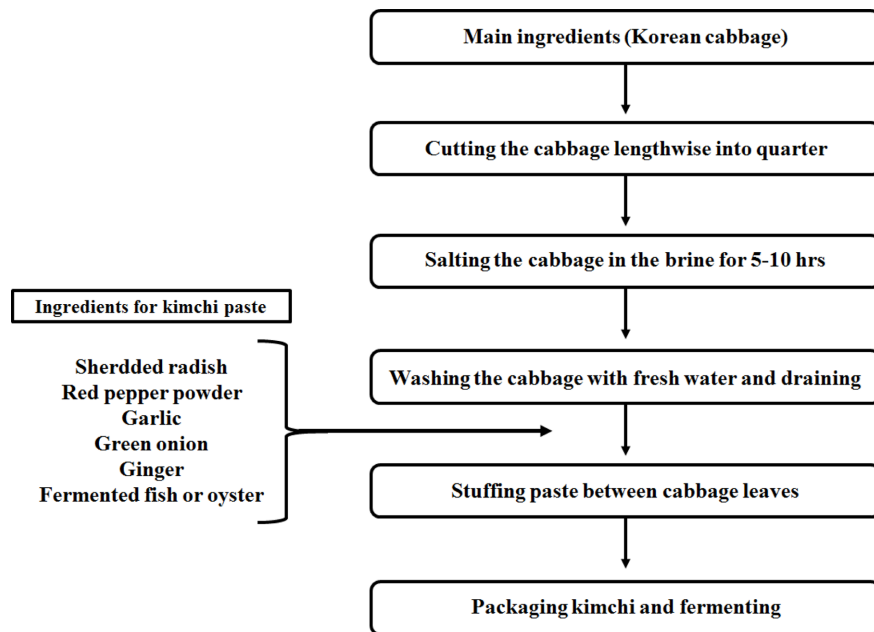 Main ingredients (Korean cabbage)
Cutting the cabbage lengthwise into quarter
Salting the cabbage in the brine for 5-10 hrs
Ingredients for kimchi paste
Sherdded radish
Red pepper powder
Garlic
Green onion
Ginger
Fermented fish or oyster
Washing the cabbage with fresh water and draining
Stuffing paste between cabbage leaves
Packaging kimchi and fermenting